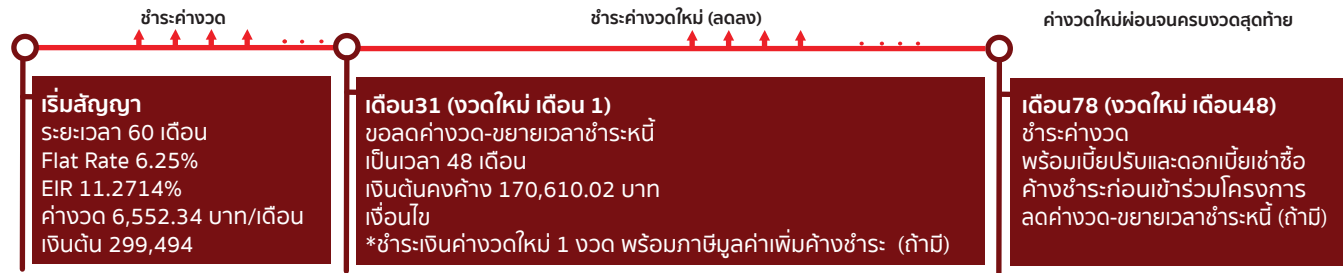 ชำระค่างวด
ชำระค่างวดใหม่ (ลดลง)
ค่างวดใหม่ผ่อนจนครบงวดสุดท้าย
เริ่มสัญญา
ระยะเวลา 60 เดือน
Flat Rate 6.25%
EIR 11.2714%
ค่างวด 6,552.34 บาท/เดือน
เงินต้น 299,494
เดือน31 (งวดใหม่ เดือน 1)
ขอลดค่างวด-ขยายเวลาชำระหนี้
เป็นเวลา 48 เดือน
เงินต้นคงค้าง 170,610.02 บาท
เงื่อนไข
*ชำระเงินค่างวดใหม่ 1 งวด พร้อมภาษีมูลค่าเพิ่มค้างชำระ (ถ้ามี)
เดือน78 (งวดใหม่ เดือน48)
ชำระค่างวด
พร้อมเบี้ยปรับและดอกเบี้ยเช่าซื้อ
ค้างชำระก่อนเข้าร่วมโครงการ
ลดค่างวด-ขยายเวลาชำระหนี้ (ถ้ามี)